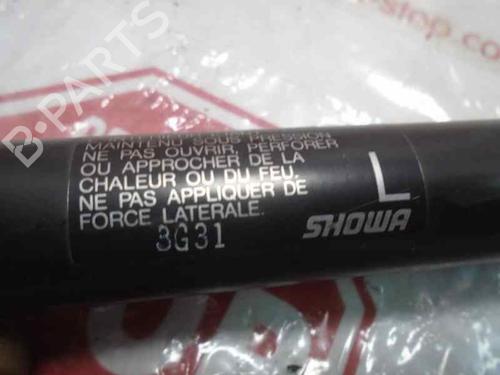 MAINTENU SOUS PRESSION
NE PAS OUVRIR, PERFORER
OU APPROCHER DE LA
CHALEUR OU DU FEU.
NE PAS APPLIQUER DE
FORCE LATERALE.
3G31
L
SHOWA
B-PARTS